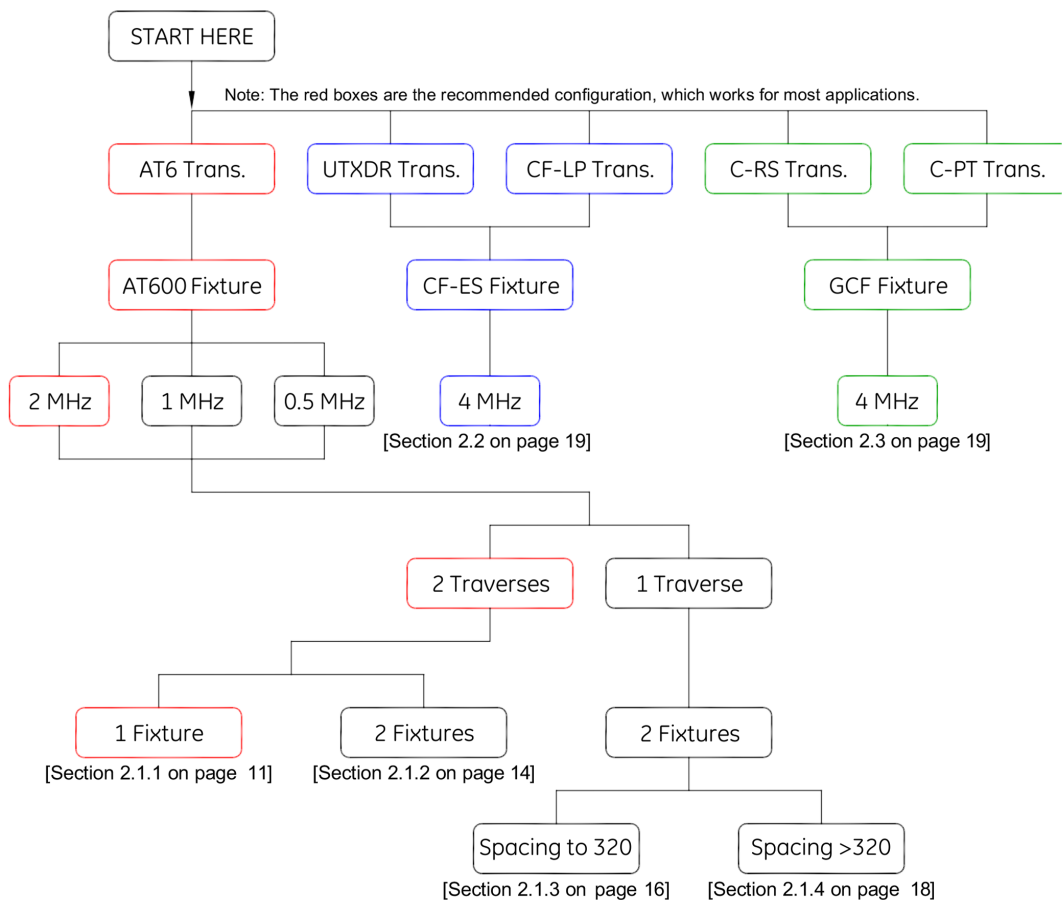 START HERE
Note: The red boxes are the recommended configuration, which works for most applications.
AT6 Trans.
UTXDR Trans.
CF-LP Trans.
C-RS Trans.
C-PT Trans.
AT600 Fixture
CF-ES Fixture
GCF Fixture
2 MHz
1 MHz
0.5 MHz
4 MHz
4 MHz
[Section 2.2 on page 19]
[Section 2.3 on page 19]
2 Traverses
1 Traverse
1 Fixture
2 Fixtures
2 Fixtures
[Section 2.1.1 on page 11]
[Section 2.1.2 on page 14]
Spacing to 320
Spacing >320
[Section 2.1.3 on page 16]
[Section 2.1.4 on page 18]